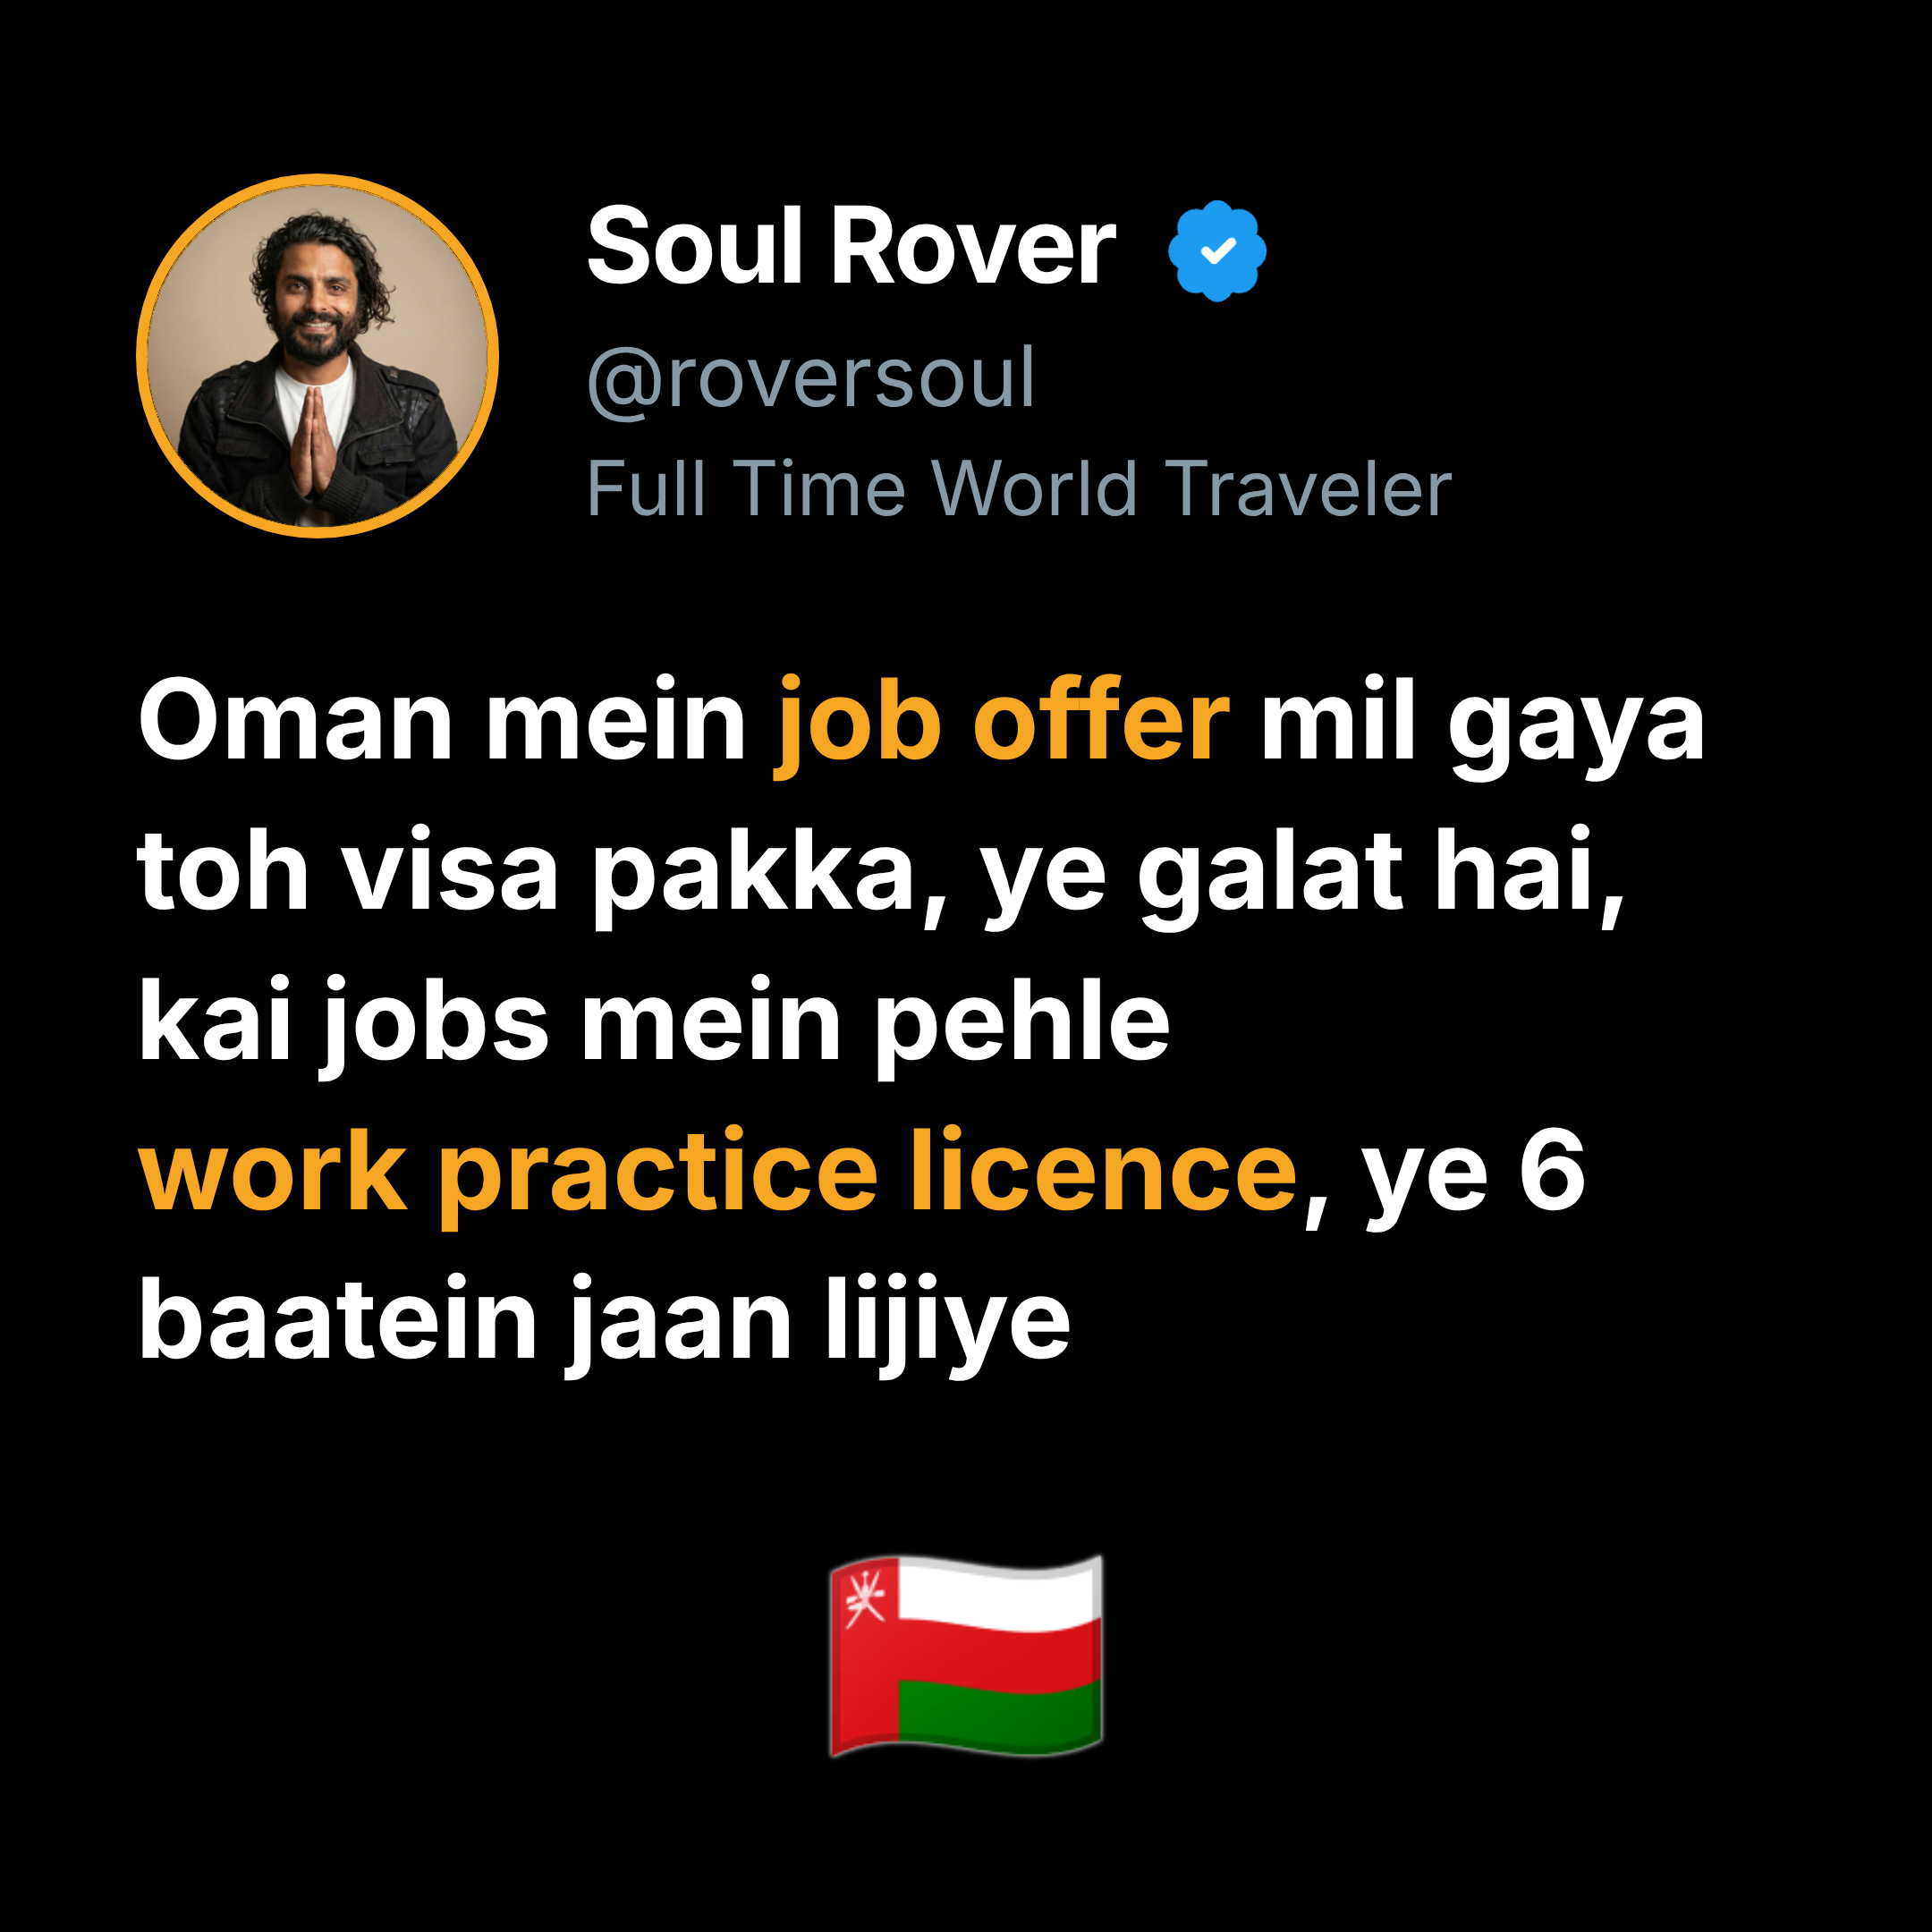 Soul Rover
@roversoul
Full Time World Traveler
Oman mein job offer mil gaya
toh visa pakka, ye galat hai,
kai jobs mein pehle
work practice licence, ye 6
baatein jaan lijiye